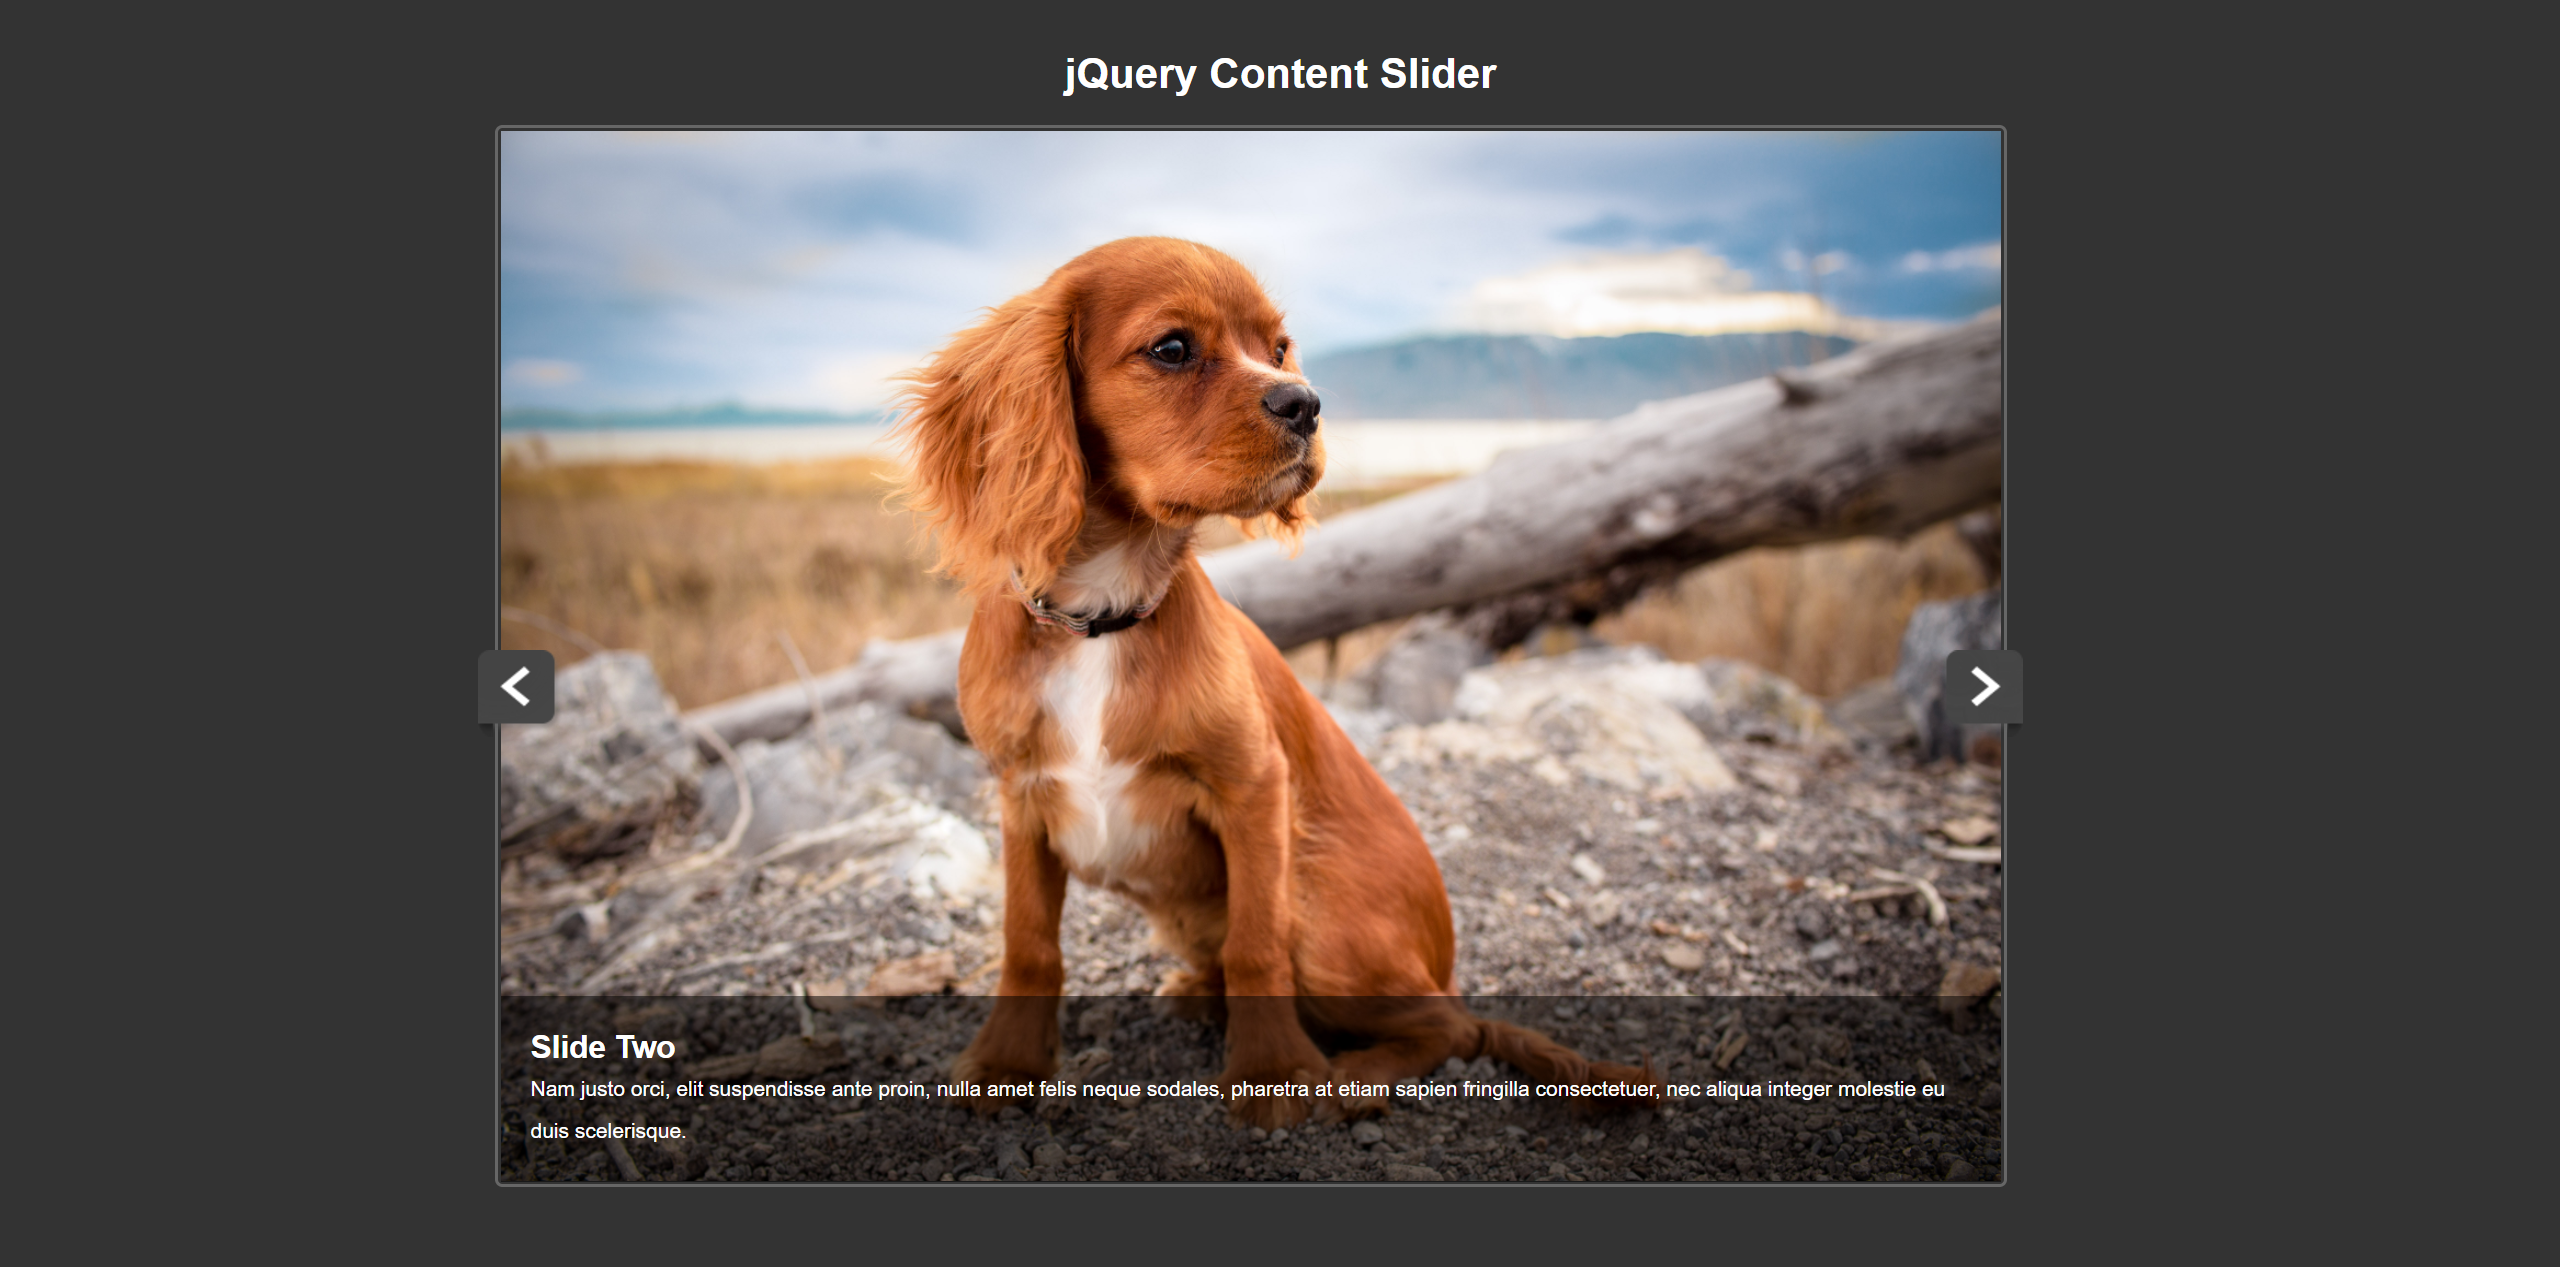 jQuery Content Slider
Slide Two
Nam justo orci, elit suspendisse ante proin, nulla amet felis neque sodales, pharetra at etiam sapien fringilla consectetuer, nec aliqua integer molestie eu
duis scelerisque.